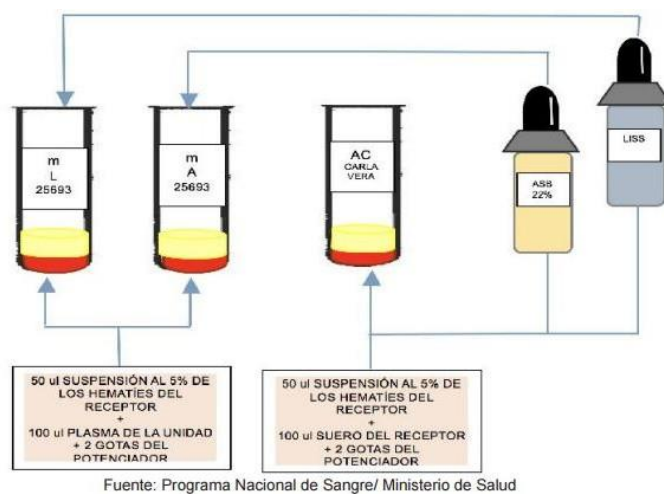 LISS
m
L
25693
m
A
25693
AC
CARLA
VERA
ASB
22%
50 ul SUSPENSIÓN AL 5% DE
LOS HEMATÍES DEL
RECEPTOR
+
100 ul PLASMA DE LA UNIDAD
+ 2 GOTAS DEL
POTENCIADOR
50 ul SUSPENSIÓN AL 5% DE
LOS HEMATÍES DEL
RECEPTOR
+
100 ul SUERO DEL RECEPTOR
+ 2 GOTAS DEL
POTENCIADOR
Fuente: Programa Nacional de Sangre/ Ministerio de Salud